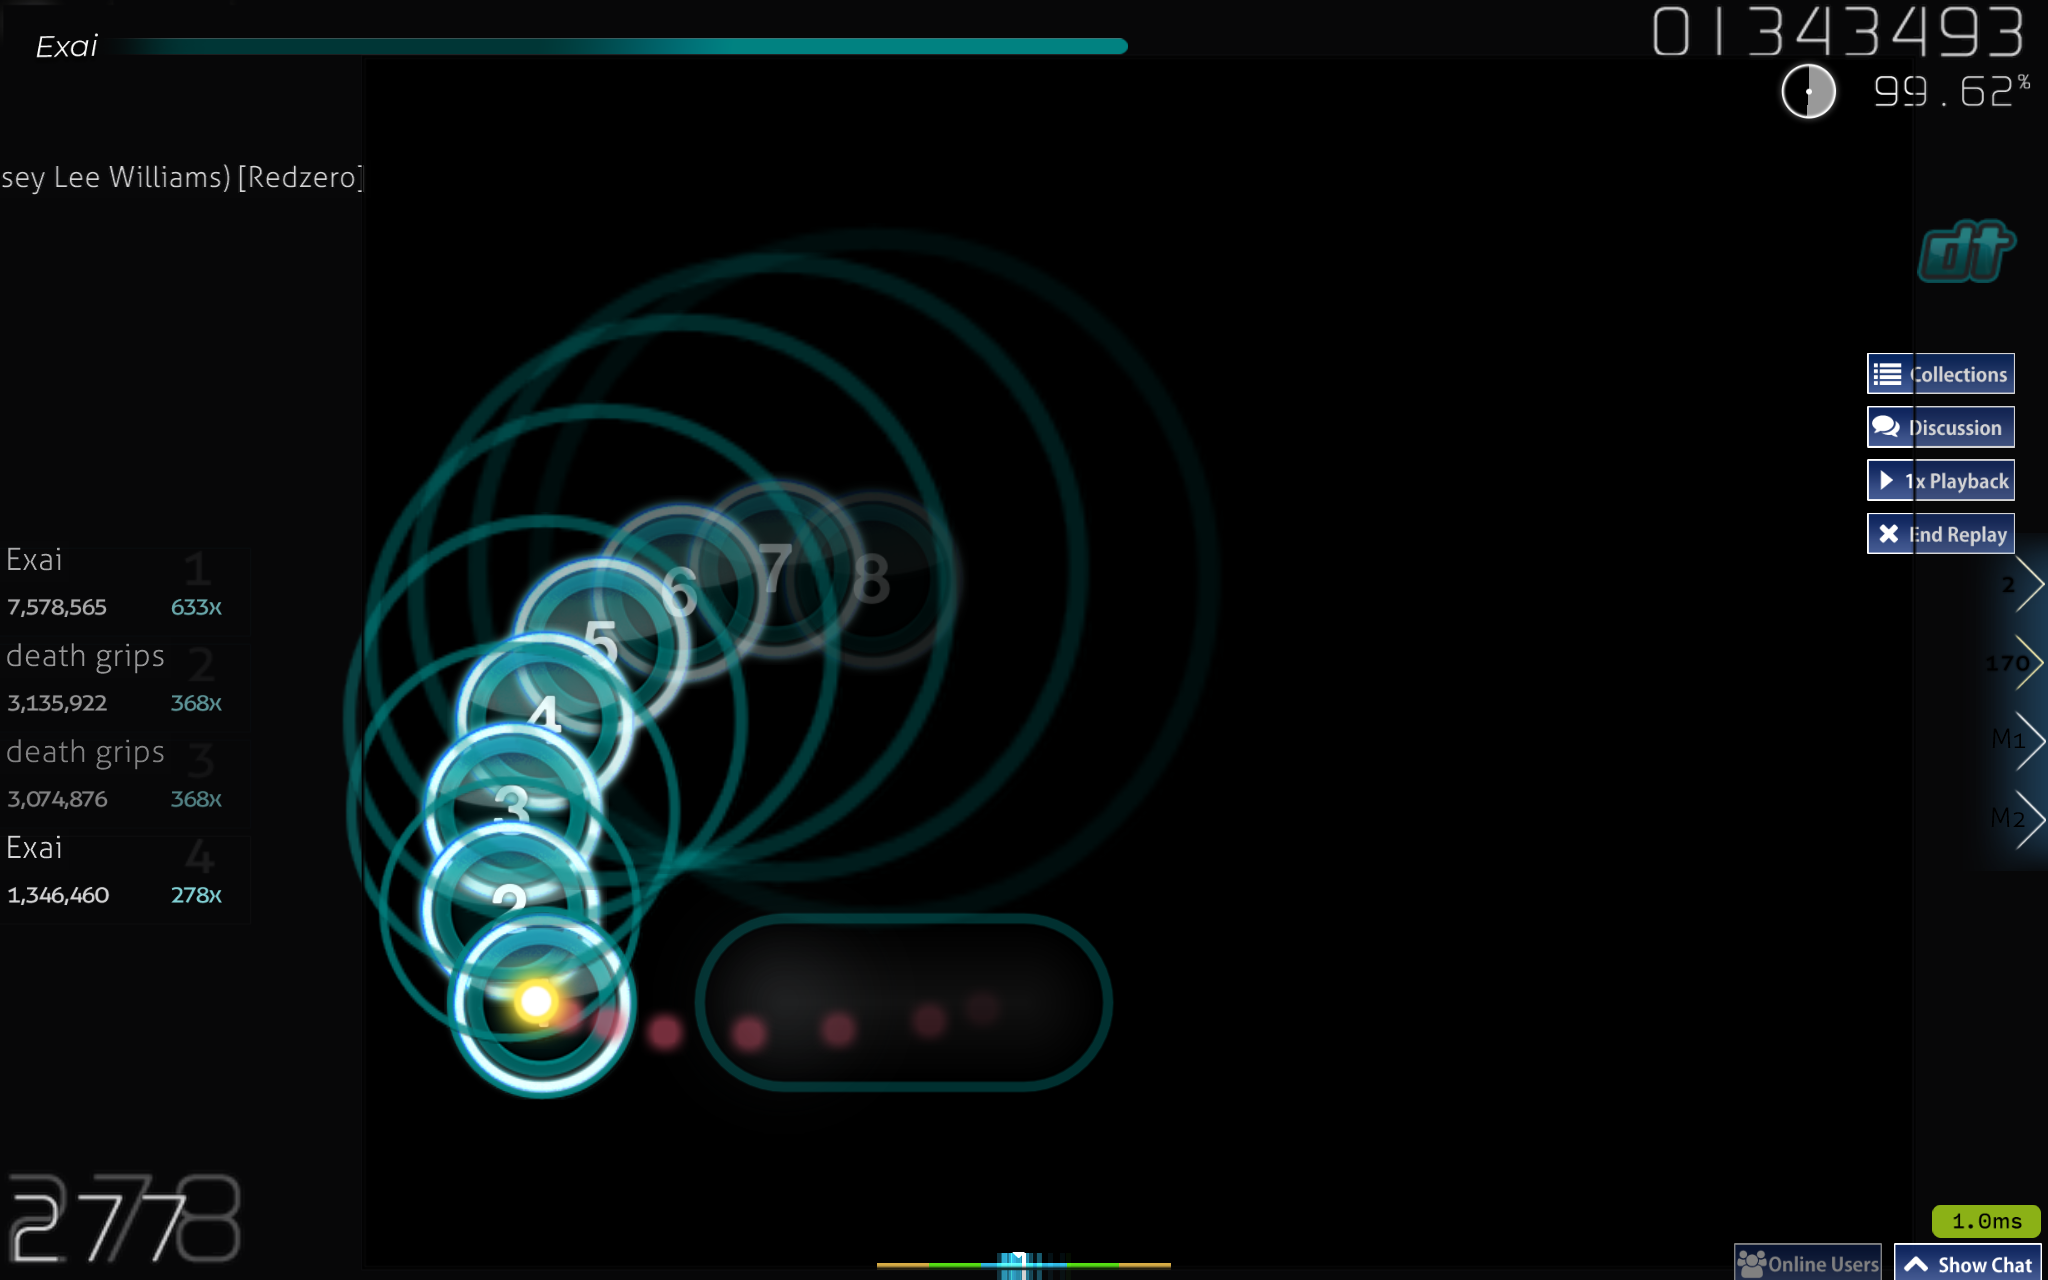 Exai
01343493
99.62%
sey Lee Williams) [Redzero]
dt
Collections
Discussion
1x Playback
End Replay
Exai 1
7,578,565 633x
death grips 2
3,135,922 368x
death grips 3
3,074,876 368x
Exai 4
1,346,460 278x
2
170
M1
M2
8
7
6
5
4
3
2
277
278
1.0ms
Online Users
Show Chat